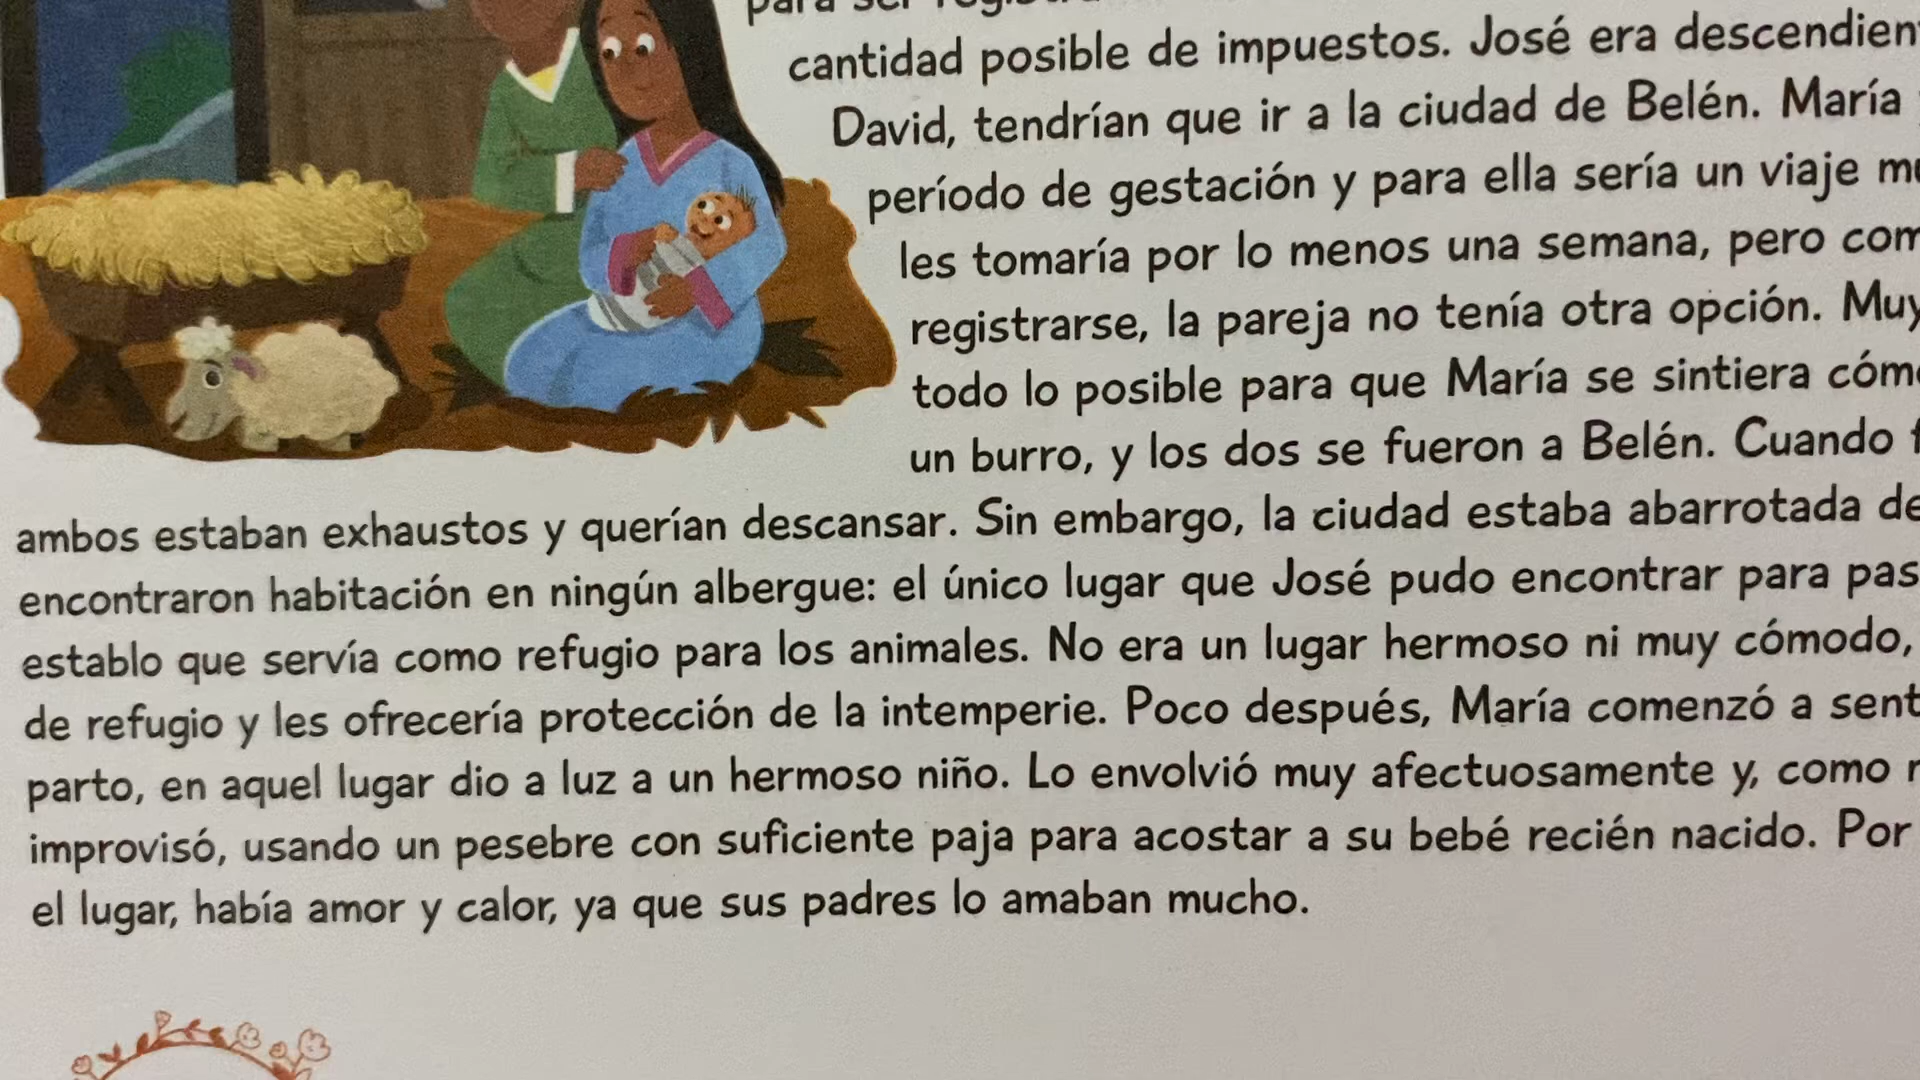 cantidad posible de impuestos. José era
David, tendrían que ir a la ciudad de Belén. María
período de gestación y para ella sería un viaje
les tomaría por lo menos una semana, pero
registrarse, la pareja no tenía otra opción. Muy
todo lo posible para que María se sintiera
un burro, y los dos se fueron a Belén. Cuando
ambos estaban exhaustos y querían descansar. Sin embargo, la ciudad estaba abarrotada de
encontraron habitación en ningún albergue: el único lugar que José pudo encontrar para
establo que servía como refugio para los animales. No era un lugar hermoso ni muy cómodo,
de refugio y les ofrecería protección de la intemperie. Poco después, María comenzó a
parto, en aquel lugar dio a luz a un hermoso niño. Lo envolvió muy afectuosamente y, como
improvisó, usando un pesebre con suficiente paja para acostar a su bebé recién nacido. Por
el lugar, había amor y calor, ya que sus padres lo amaban mucho.